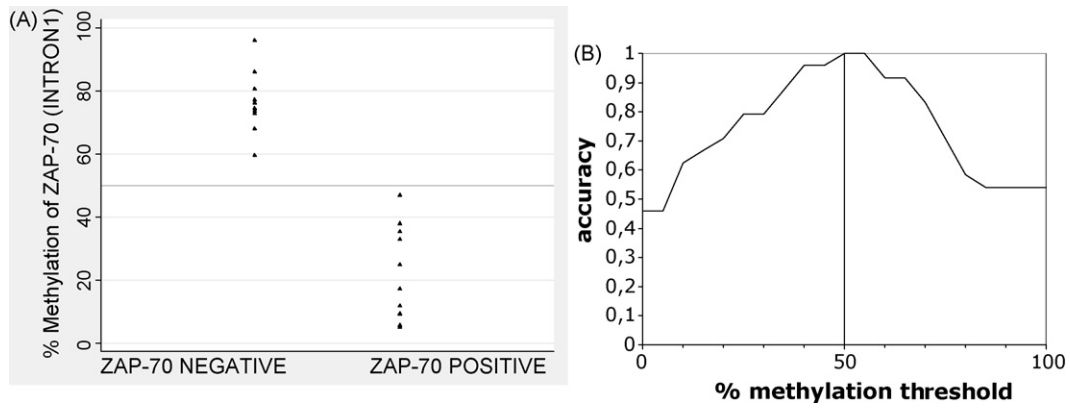 (A)
% Methylation of ZAP-70 (INTRON1)
100
80
60
40
20
0
ZAP-70 NEGATIVE
ZAP-70 POSITIVE
(B)
accuracy
1
0,9
0,8
0,7
0,6
0,5
0,4
0,3
0,2
0,1
0
0
50
100
% methylation threshold